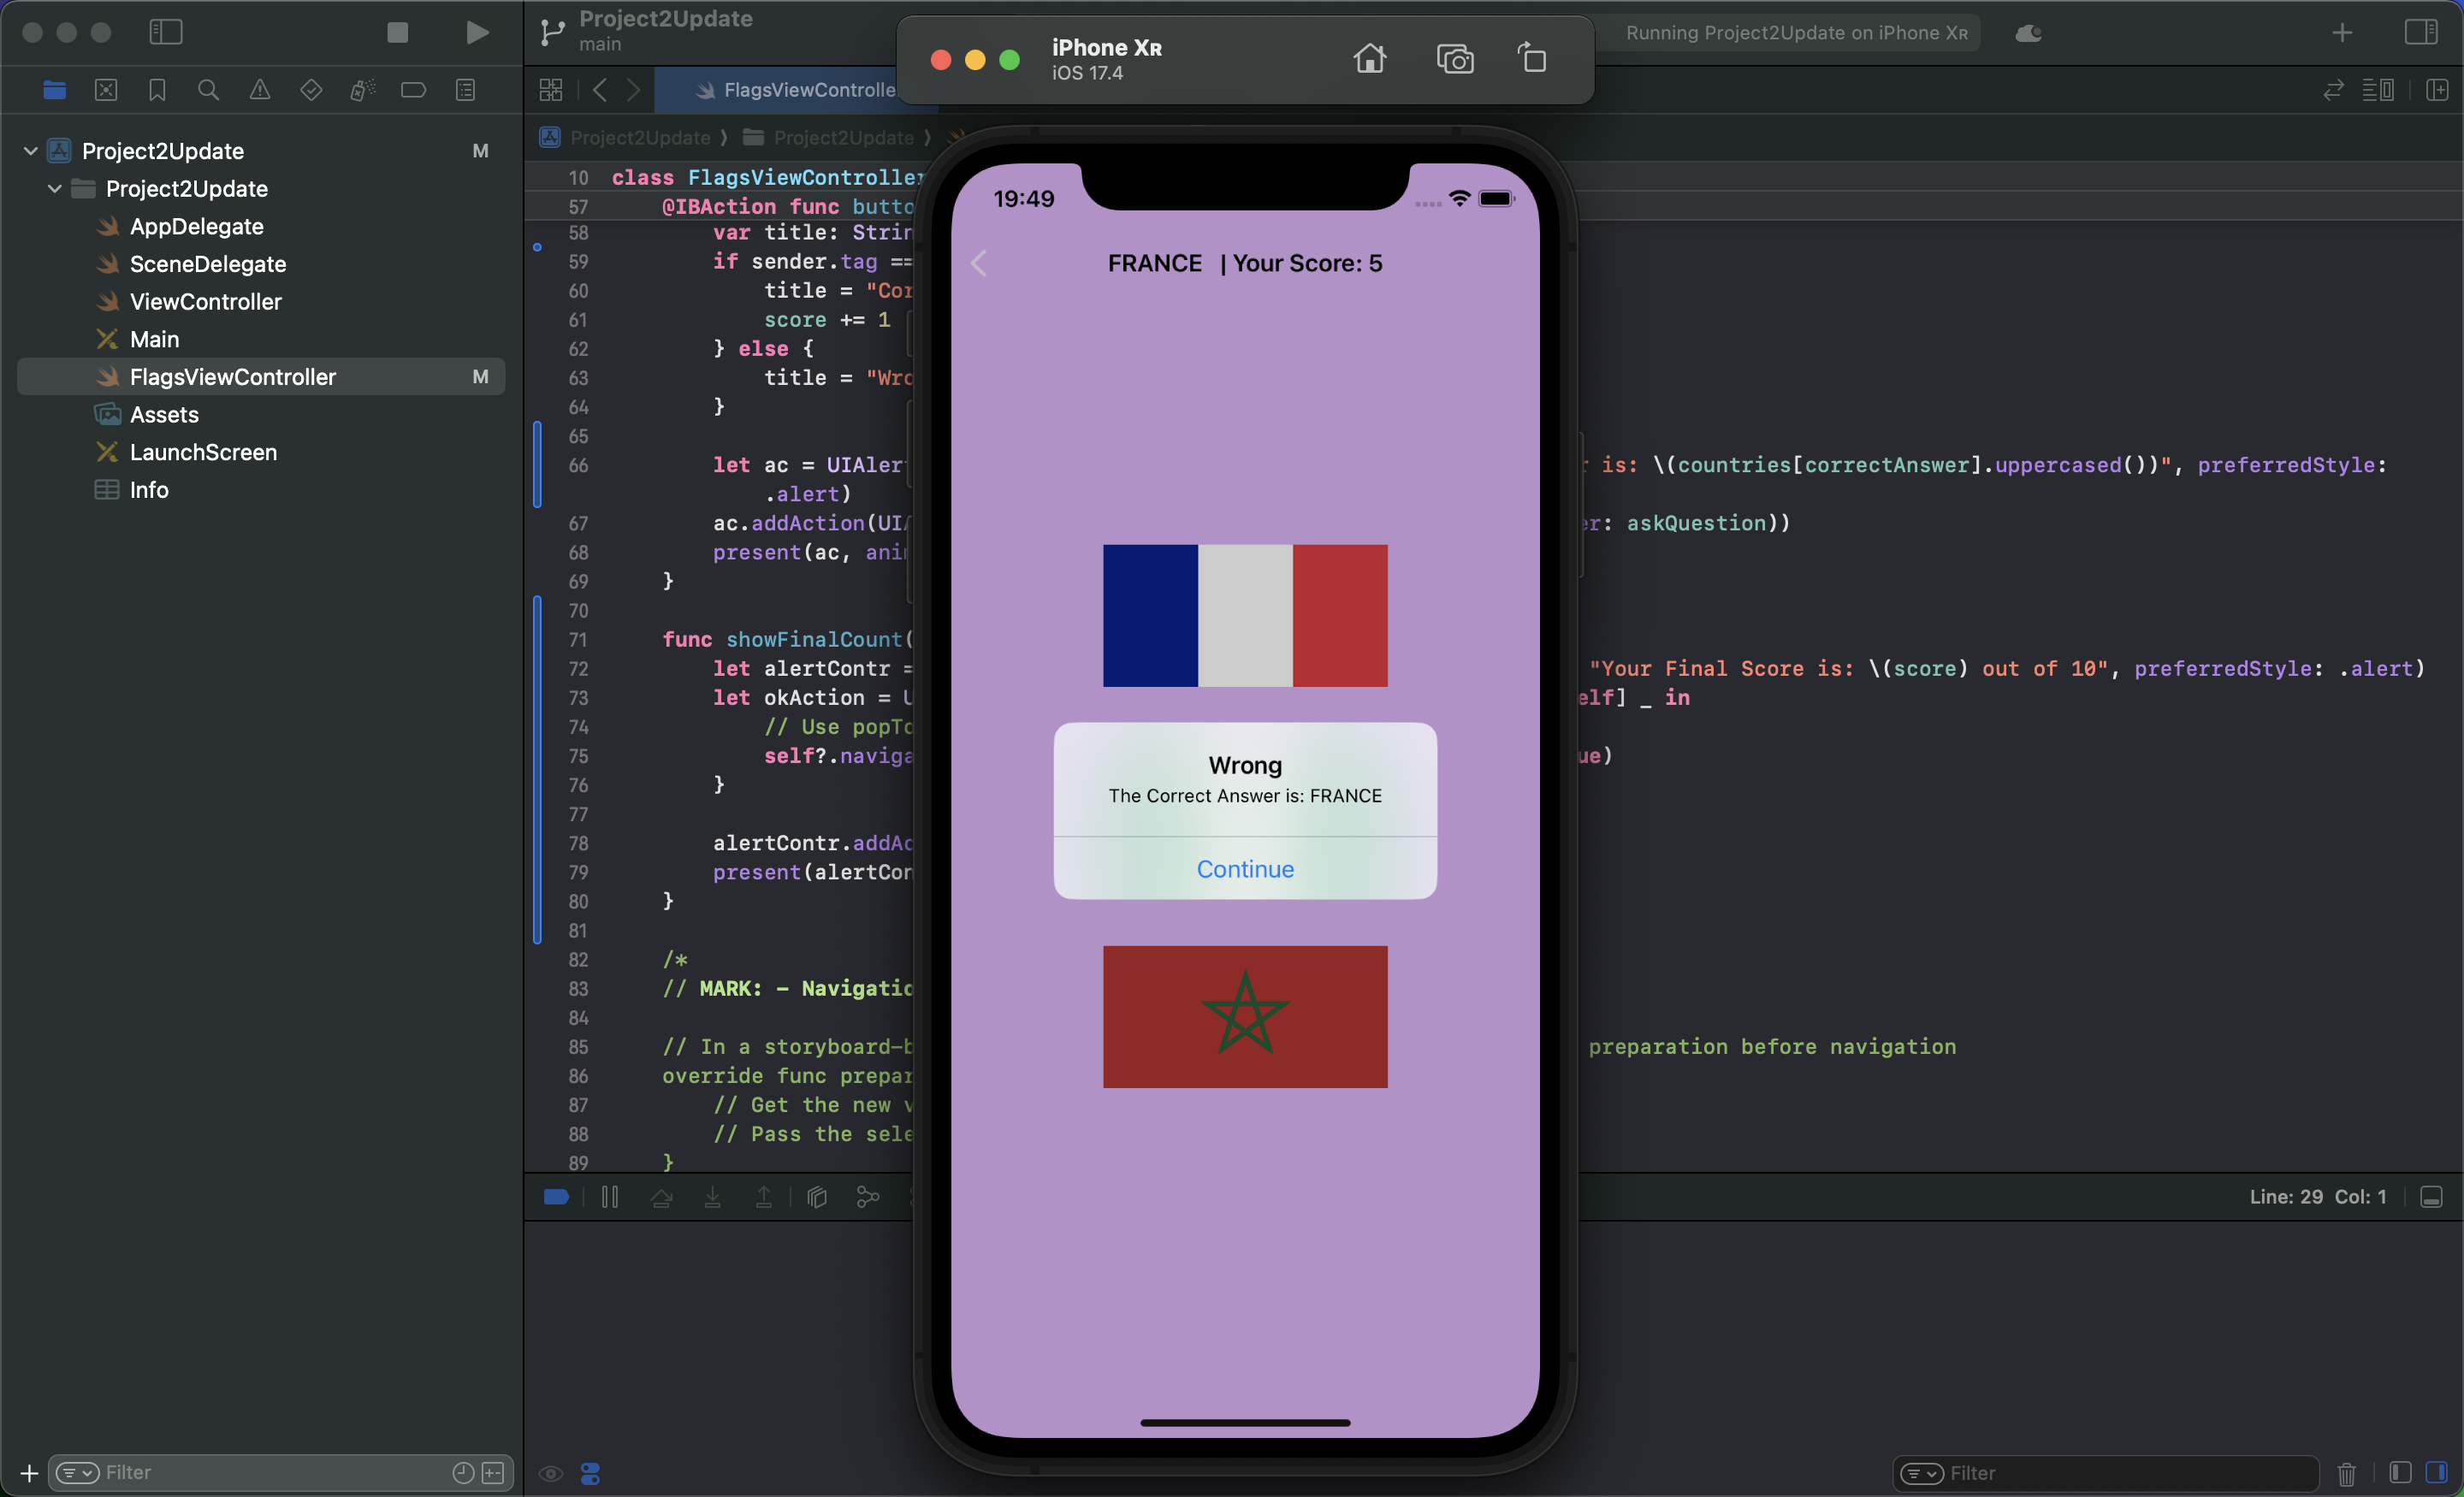 Project2Update
main
iPhone Xʀ
iOS 17.4
Running Project2Update on iPhone Xʀ
FlagsViewControlle
Project2Update
M
Project2Update
AppDelegate
SceneDelegate
ViewController
Main
FlagsViewController
M
Assets
LaunchScreen
Info
Filter
Project2Update
Project2Update
10 class FlagsViewController
57 @IBAction func butto
58 var title: Strin
59 if sender.tag ==
60 title = "Cor
61 score += 1
62 } else {
63 title = "Wro
64 }
65
66 let ac = UIAler r is: \(countries[correctAnswer].uppercased())", preferredStyle:
.alert)
67 ac.addAction(UIA er: askQuestion))
68 present(ac, anim
69 }
70
71 func showFinalCount(
72 let alertContr = "Your Final Score is: \(score) out of 10", preferredStyle: .alert)
73 let okAction = U elf] _ in
74 // Use popTo
75 self?.naviga ue)
76 }
77
78 alertContr.addAc
79 present(alertCon
80 }
81
82 /*
83 // MARK: - Navigatio
84
85 // In a storyboard-b preparation before navigation
86 override func prepar
87 // Get the new v
88 // Pass the sele
89 }
19:49
FRANCE | Your Score: 5
Wrong
The Correct Answer is: FRANCE
Continue
Line: 29 Col: 1
Filter